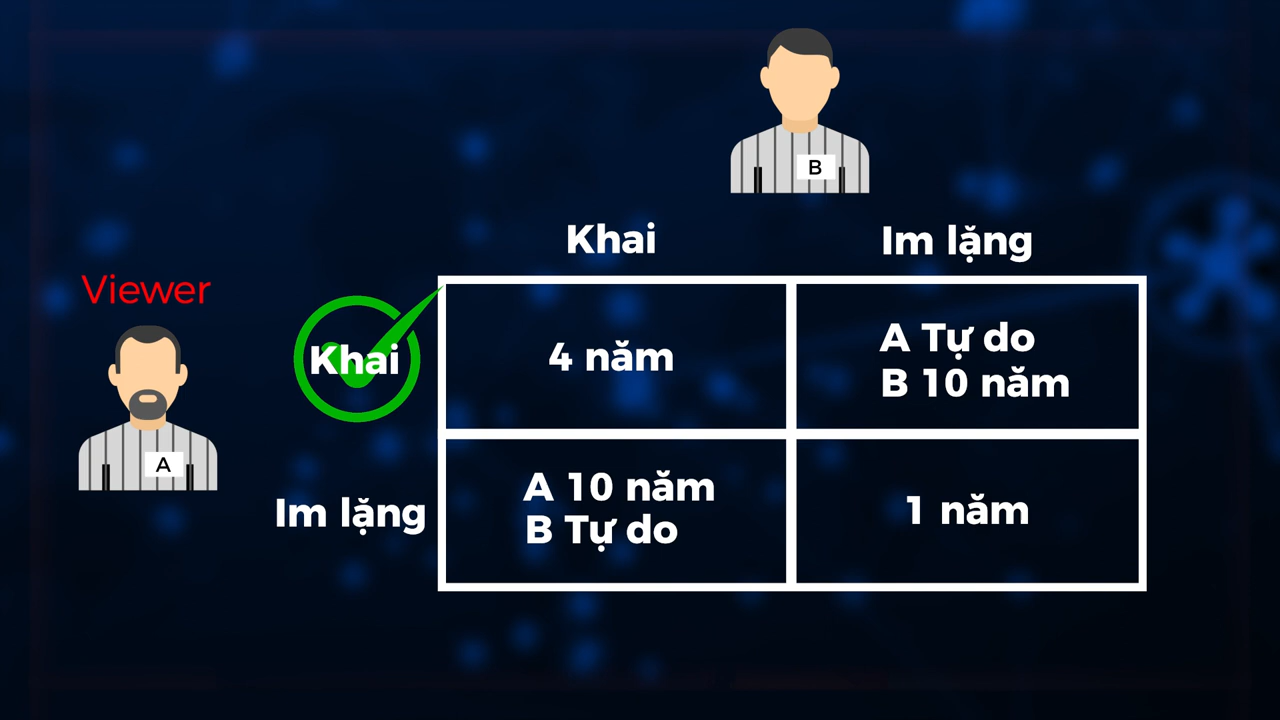 B
Khai
Im lặng
Viewer
Khai
4 năm
A Tự do
B 10 năm
A
Im lặng
A 10 năm
B Tự do
1 năm